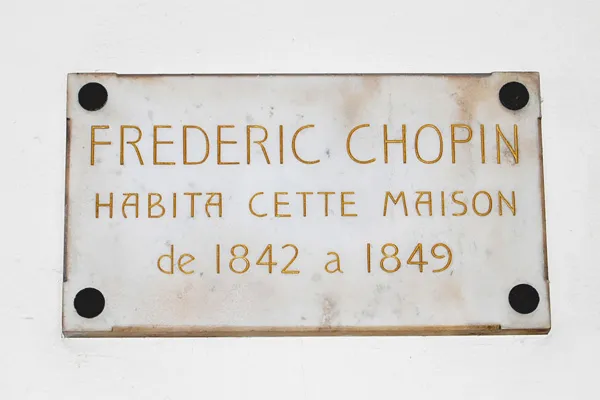 FREDERIC CHOPIN
HABITA CETTE MAISON
de 1842 a 1849